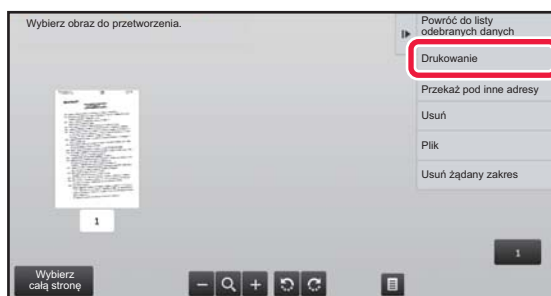 Wybierz obraz do przetworzenia.
Powróć do listy
odebranych danych
Drukowanie
Przekaż pod inne adresy
Usuń
Plik
Usuń żądany zakres
1
1
Wybierz
całą stronę